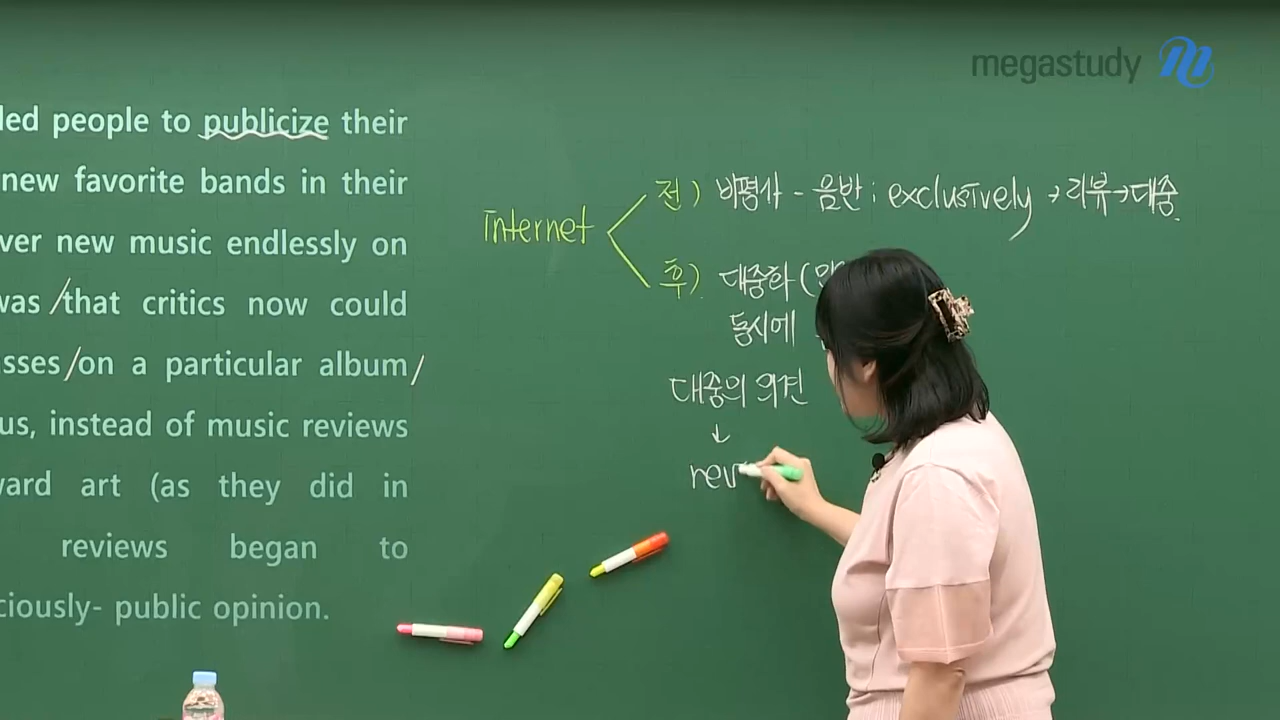 megastudy
led people to publicize their
new favorite bands in their
ver new music endlessly on
was /that critics now could
sses/on a particular album/
us, instead of music reviews
ward art (as they did in
reviews began to
ciously- public opinion.
internet
전) 비평사 - 음반 : exclusively → 리뷰→대중
후) 대중화 (
동시에
대중의 의견
↓
rev